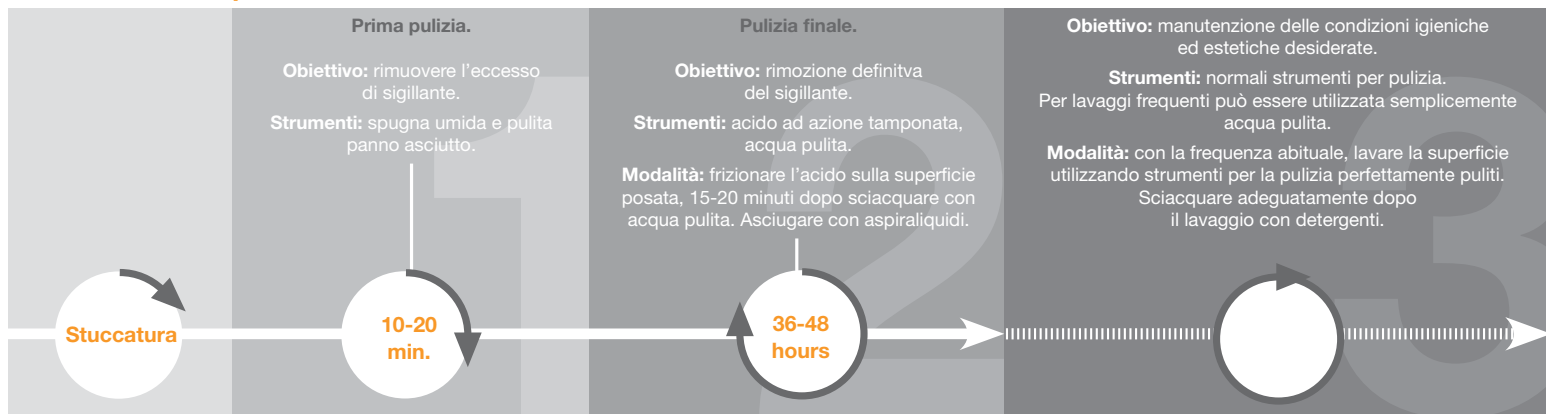 Stuccatura
1
Prima pulizia.
Obiettivo: rimuovere l’eccesso
di sigillante.
Strumenti: spugna umida e pulita
panno asciutto.
10-20
min.
2
Pulizia finale.
Obiettivo: rimozione definitva
del sigillante.
Strumenti: acido ad azione tamponata,
acqua pulita.
Modalità: frizionare l’acido sulla superficie
posata, 15-20 minuti dopo sciacquare con
acqua pulita. Asciugare con aspiraliquidi.
36-48
hours
3
Obiettivo: manutenzione delle condizioni igieniche
ed estetiche desiderate.
Strumenti: normali strumenti per pulizia.
Per lavaggi frequenti può essere utilizzata semplicemente
acqua pulita.
Modalità: con la frequenza abituale, lavare la superficie
utilizzando strumenti per la pulizia perfettamente puliti.
Sciacquare adeguatamente dopo
il lavaggio con detergenti.